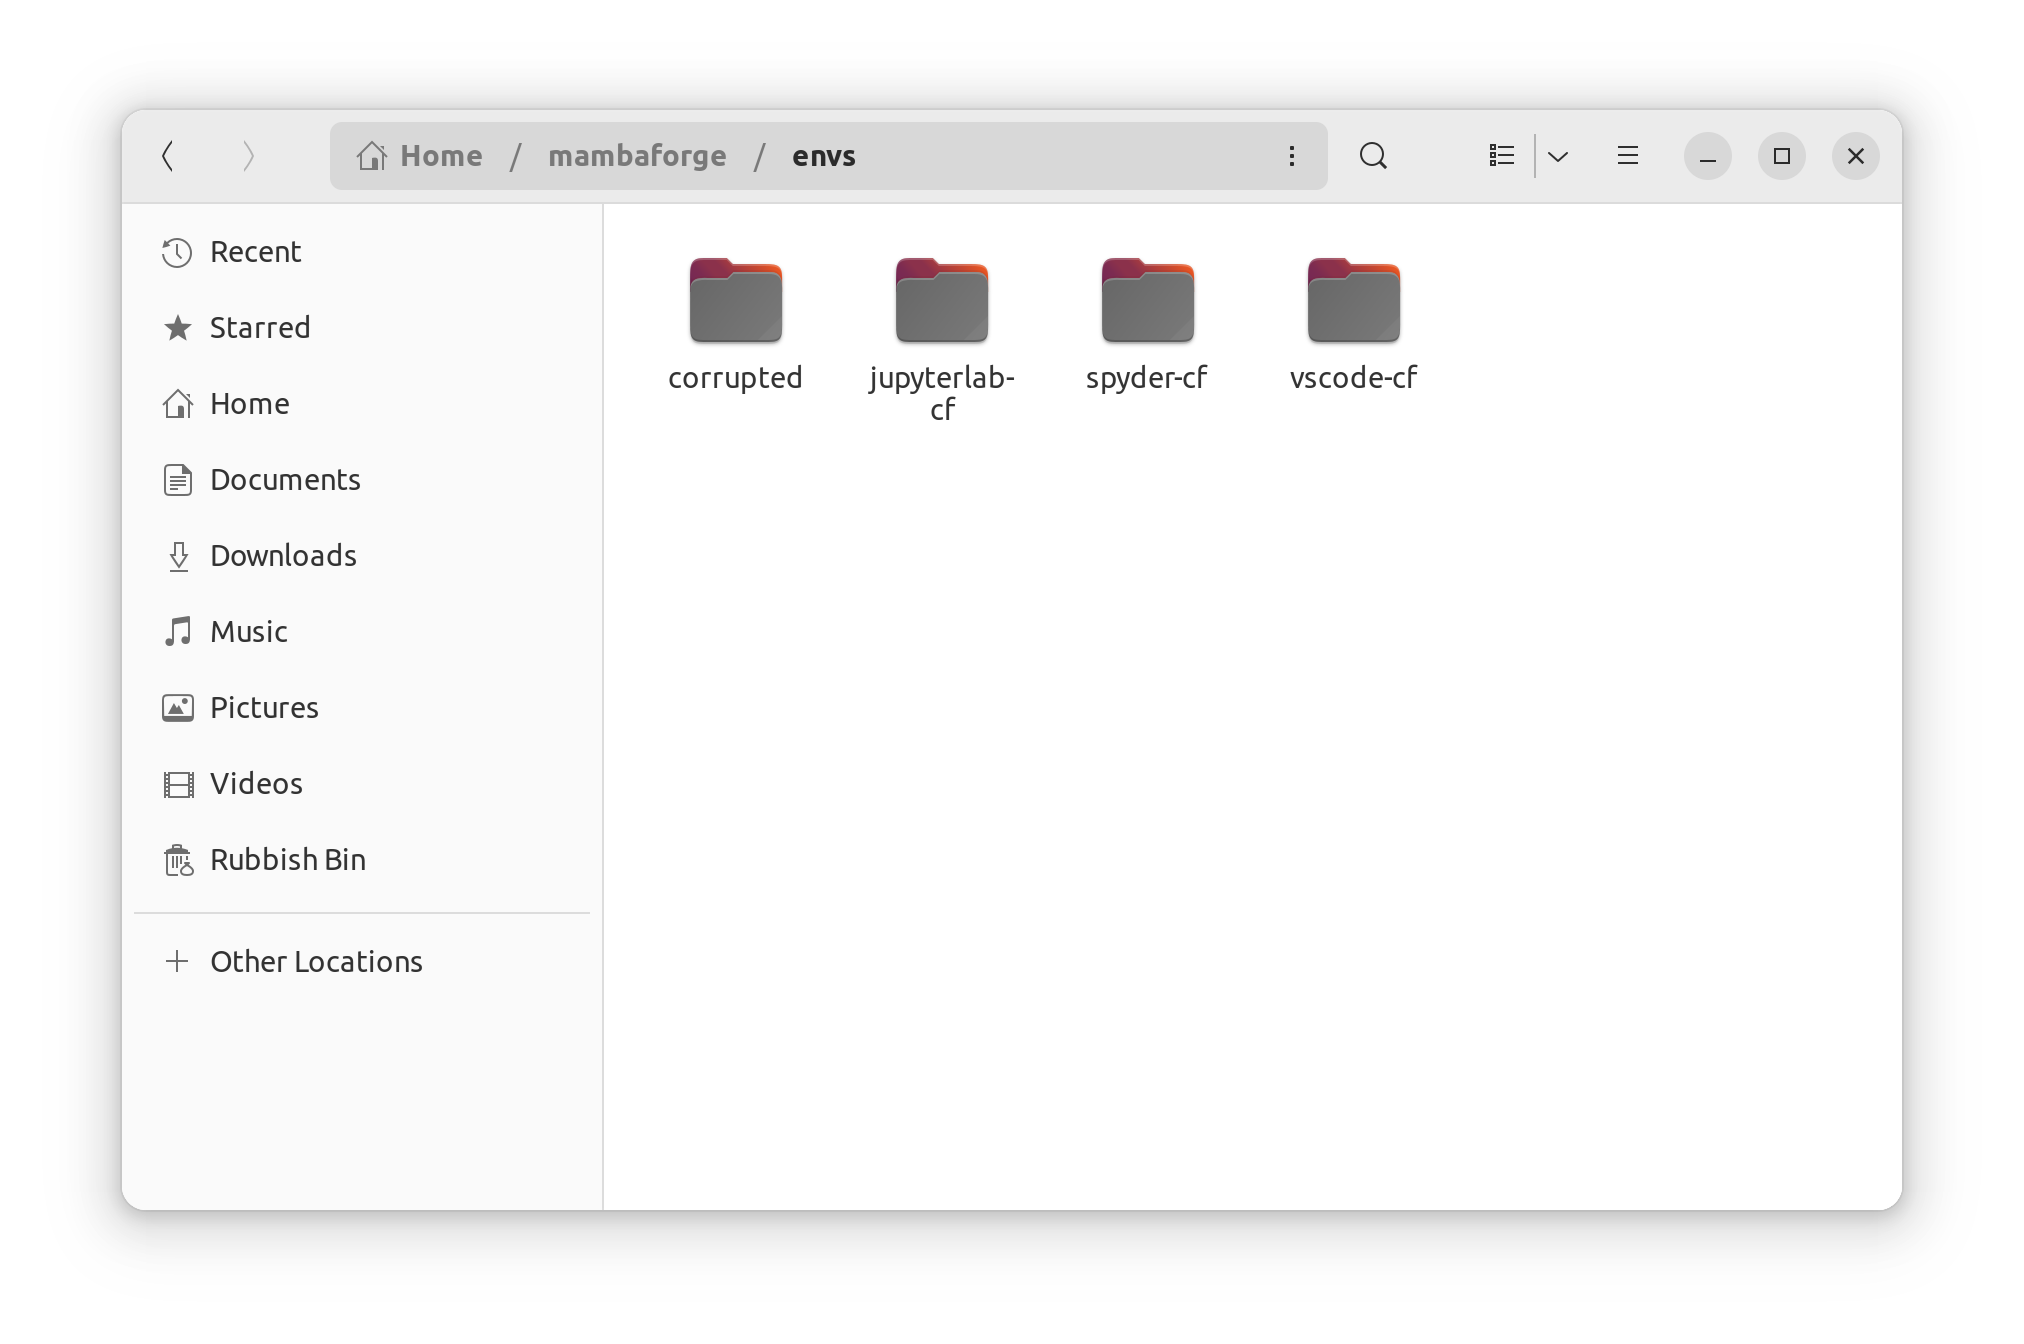 Home / mambaforge / envs
Recent
Starred
Home
Documents
Downloads
Music
Pictures
Videos
Rubbish Bin
Other Locations
corrupted
jupyterlab-
cf
spyder-cf
vscode-cf